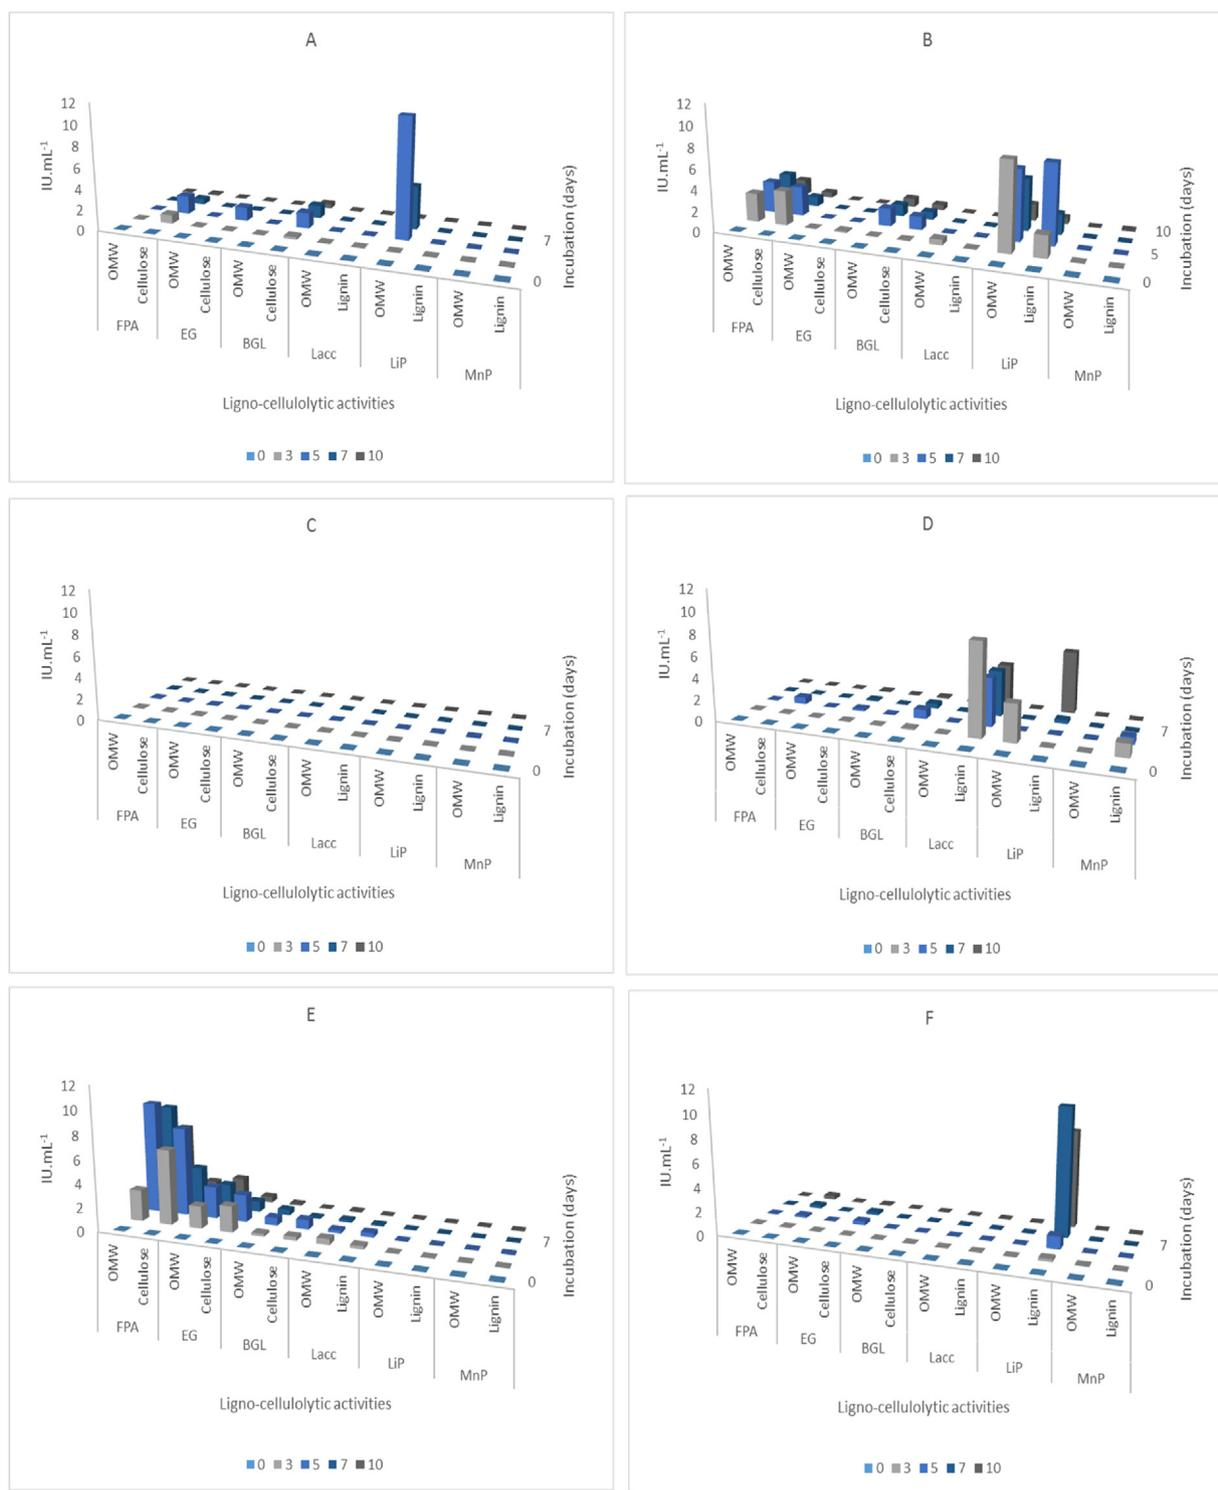 A
12
10
8
6
4
2
0
IU.mL-1
OMW
Cellulose
OMW
Cellulose
OMW
Cellulose
OMW
Lignin
OMW
Lignin
OMW
Lignin
FPA
EG
BGL
Lacc
LiP
MnP
7
0
Incubation (days)
Ligno-cellulolytic activities
0 3 5 7 10
B
12
10
8
6
4
2
0
IU.mL-1
OMW
Cellulose
OMW
Cellulose
OMW
Cellulose
OMW
Lignin
OMW
Lignin
OMW
Lignin
FPA
EG
BGL
Lacc
LiP
MnP
10
5
0
Incubation (days)
Ligno-cellulolytic activities
0 3 5 7 10
C
12
10
8
6
4
2
0
IU.mL-1
OMW
Cellulose
OMW
Cellulose
OMW
Cellulose
OMW
Lignin
OMW
Lignin
OMW
Lignin
FPA
EG
BGL
Lacc
LiP
MnP
7
0
Incubation (days)
Ligno-cellulolytic activities
0 3 5 7 10
D
12
10
8
6
4
2
0
IU.mL-1
OMW
Cellulose
OMW
Cellulose
OMW
Cellulose
OMW
Lignin
OMW
Lignin
OMW
Lignin
FPA
EG
BGL
Lacc
LiP
MnP
7
0
Incubation (days)
Ligno-cellulolytic activities
0 3 5 7 10
E
12
10
8
6
4
2
0
IU.mL-1
OMW
Cellulose
OMW
Cellulose
OMW
Cellulose
OMW
Lignin
OMW
Lignin
OMW
Lignin
FPA
EG
BGL
Lacc
LiP
MnP
7
0
Incubation (days)
Ligno-cellulolytic activities
0 3 5 7 10
F
12
10
8
6
4
2
0
IU.mL-1
OMW
Cellulose
OMW
Cellulose
OMW
Cellulose
OMW
Lignin
OMW
Lignin
OMW
Lignin
FPA
EG
BGL
Lacc
LiP
MnP
7
0
Incubation (days)
Ligno-cellulolytic activities
0 3 5 7 10